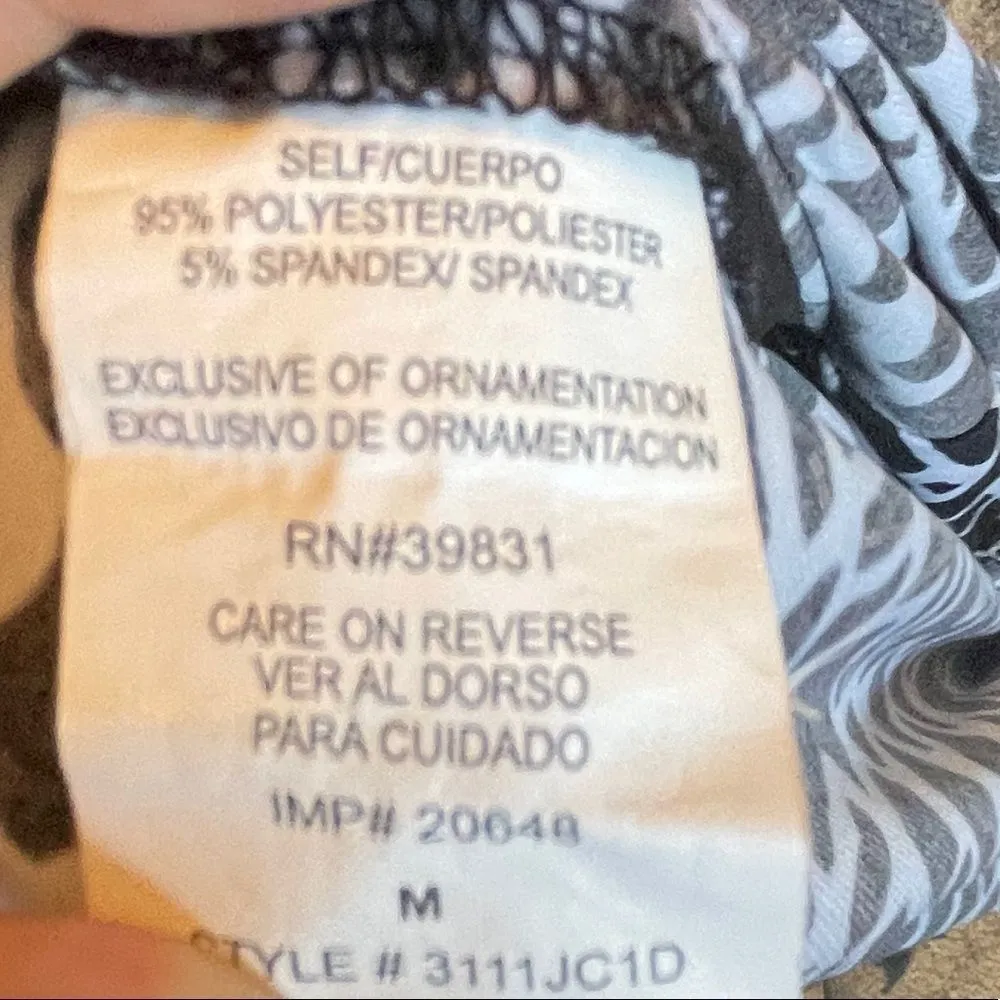 SELF/CUERPO
95% POLYESTER/POLIESTER
5% SPANDEX/ SPANDEX
EXCLUSIVE OF ORNAMENTATION
EXCLUSIVO DE ORNAMENTACION
RN#39831
CARE ON REVERSE
VER AL DORSO
PARA CUIDADO
IMP# 20649
M
STYLE # 3111JC1D